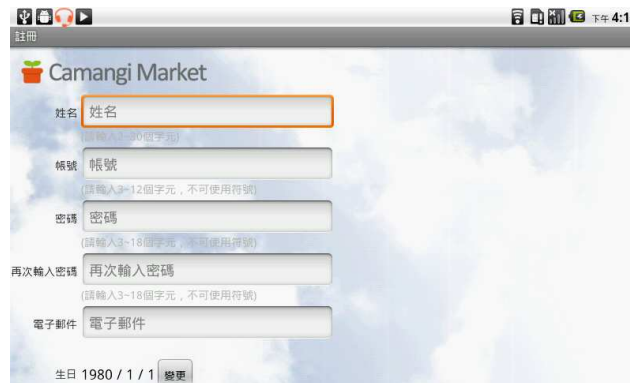 下午 4:1
註冊
Camangi Market
姓名 姓名
(請輸入2~30個字元)
帳號 帳號
(請輸入3~12個字元，不可使用符號)
密碼 密碼
(請輸入3~18個字元，不可使用符號)
再次輸入密碼 再次輸入密碼
(請輸入3~18個字元，不可使用符號)
電子郵件 電子郵件
生日 1980 / 1 / 1 變更